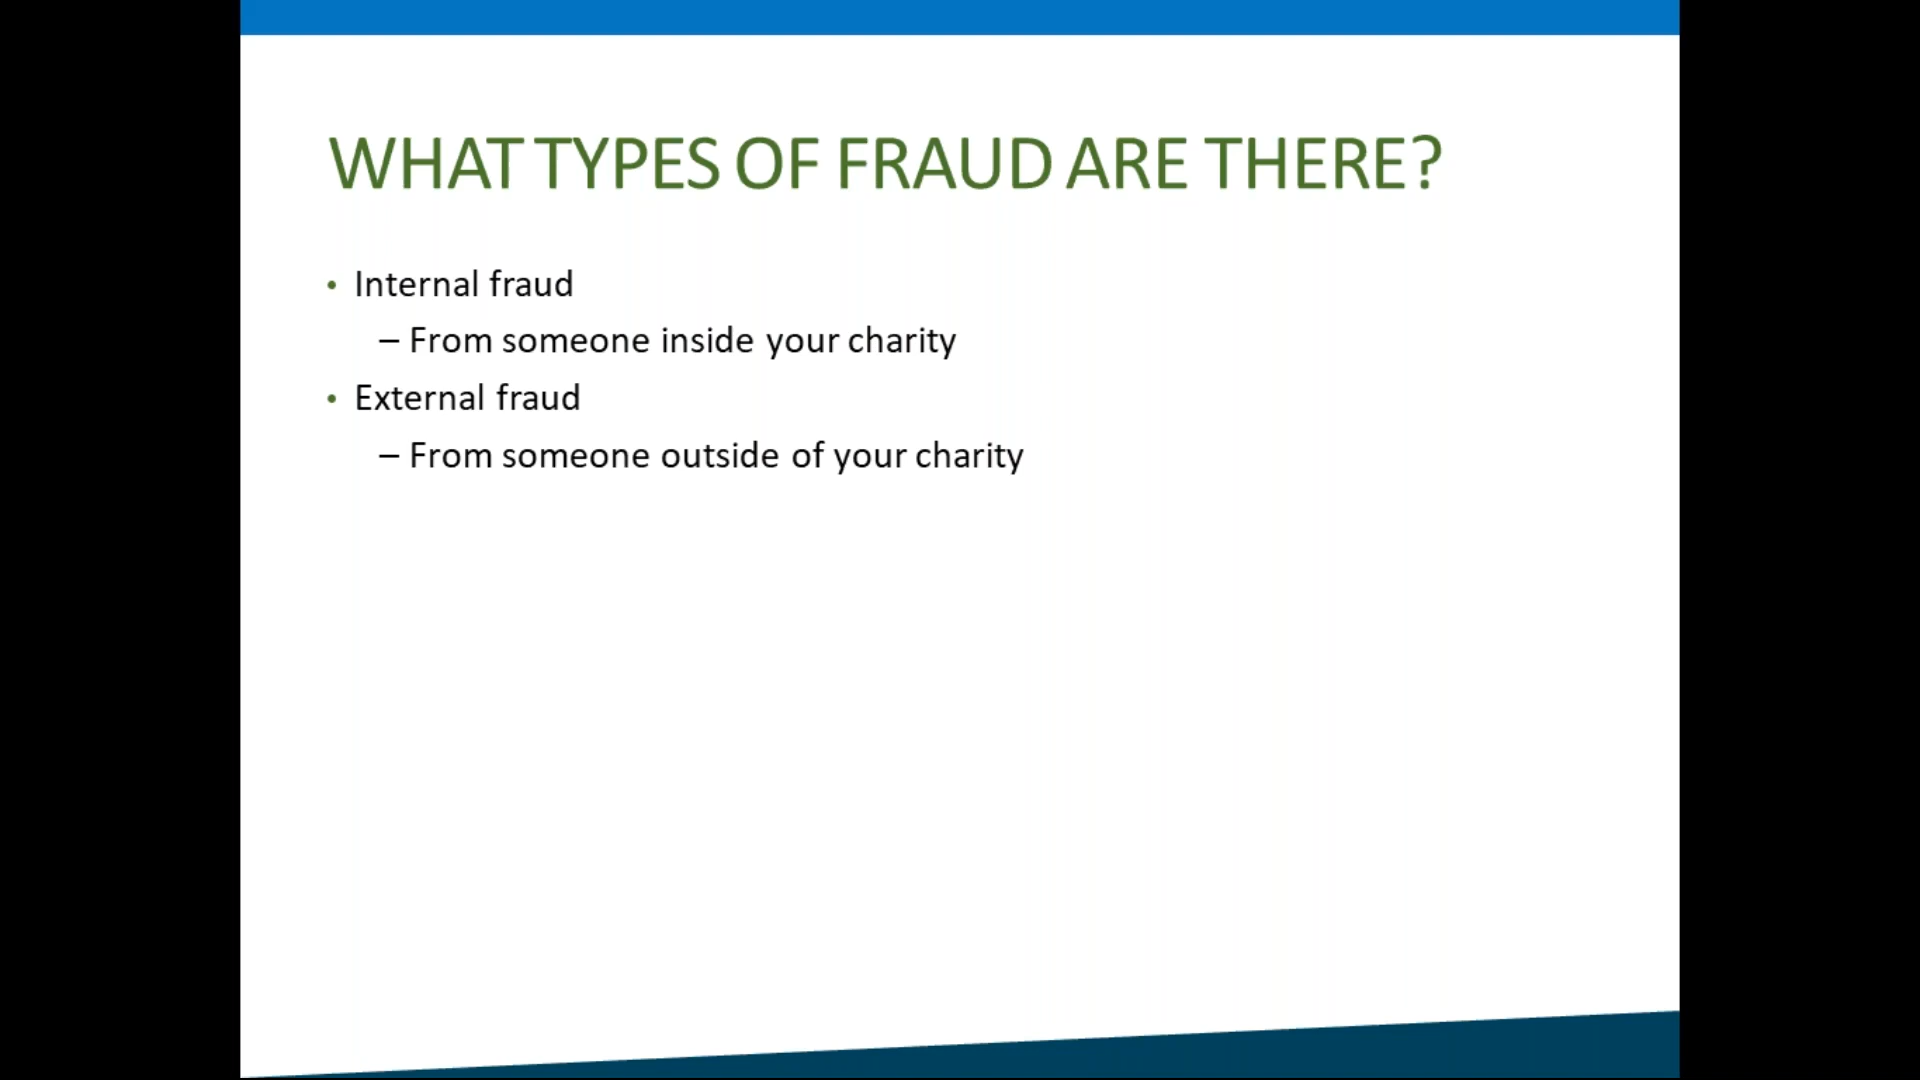 WHAT TYPES OF FRAUD ARE THERE?
• Internal fraud
– From someone inside your charity
• External fraud
– From someone outside of your charity